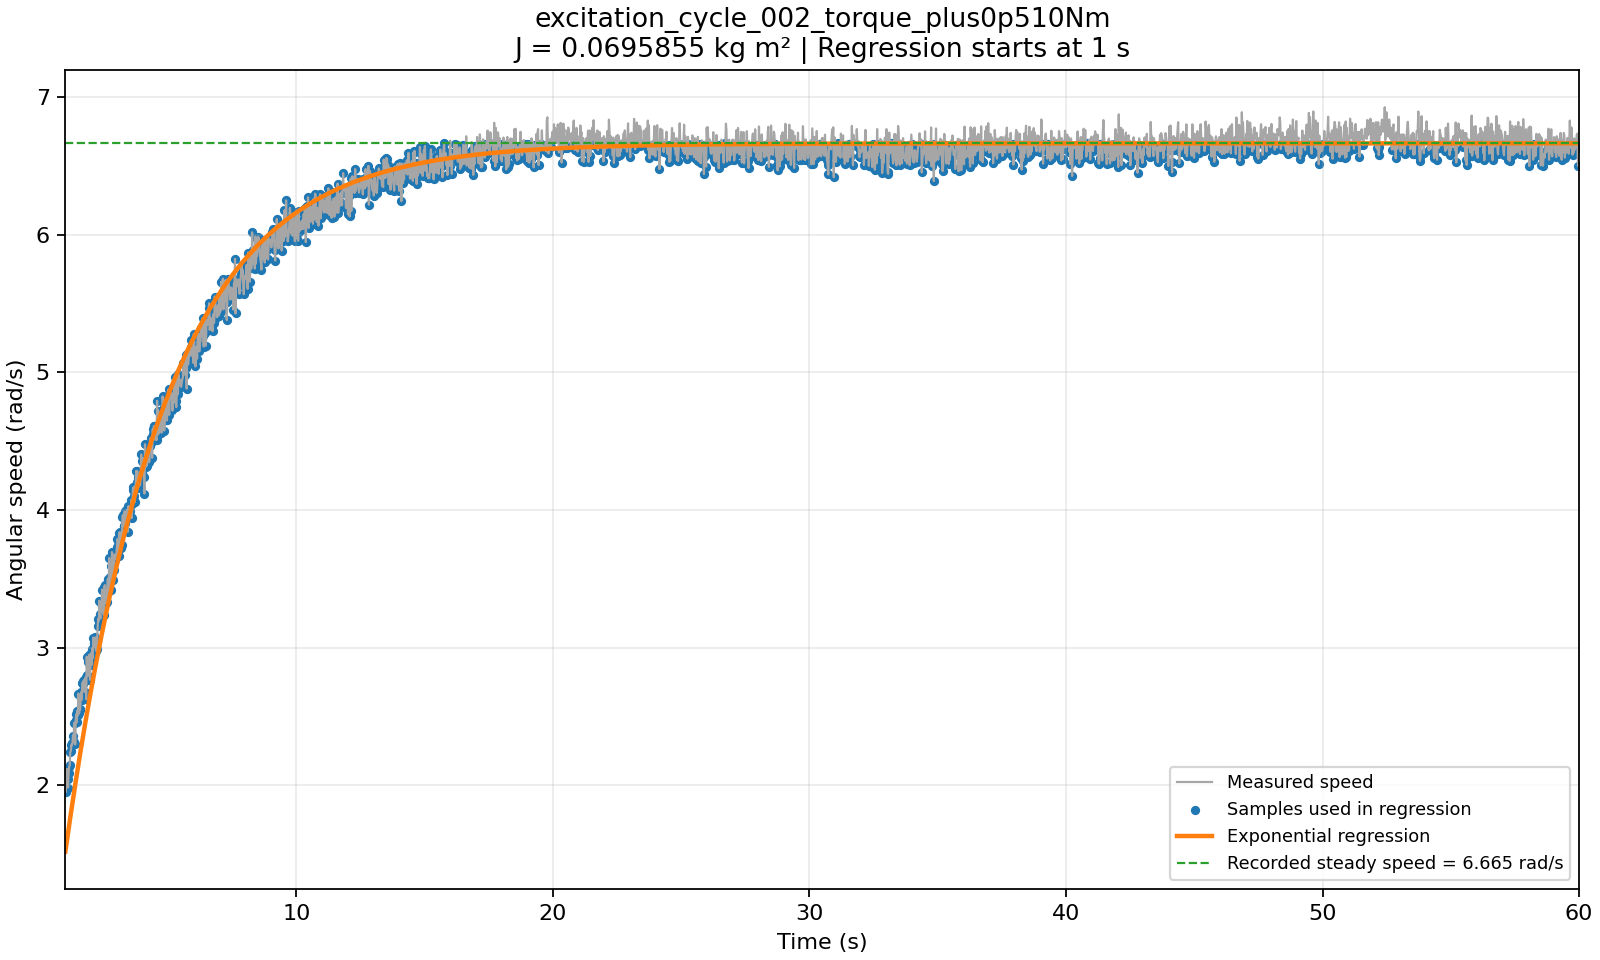 excitation_cycle_002_torque_plus0p510Nm
J = 0.0695855 kg m² | Regression starts at 1 s
7
6
5
4
3
2
Angular speed (rad/s)
Measured speed
Samples used in regression
Exponential regression
Recorded steady speed = 6.665 rad/s
10
20
30
40
50
60
Time (s)